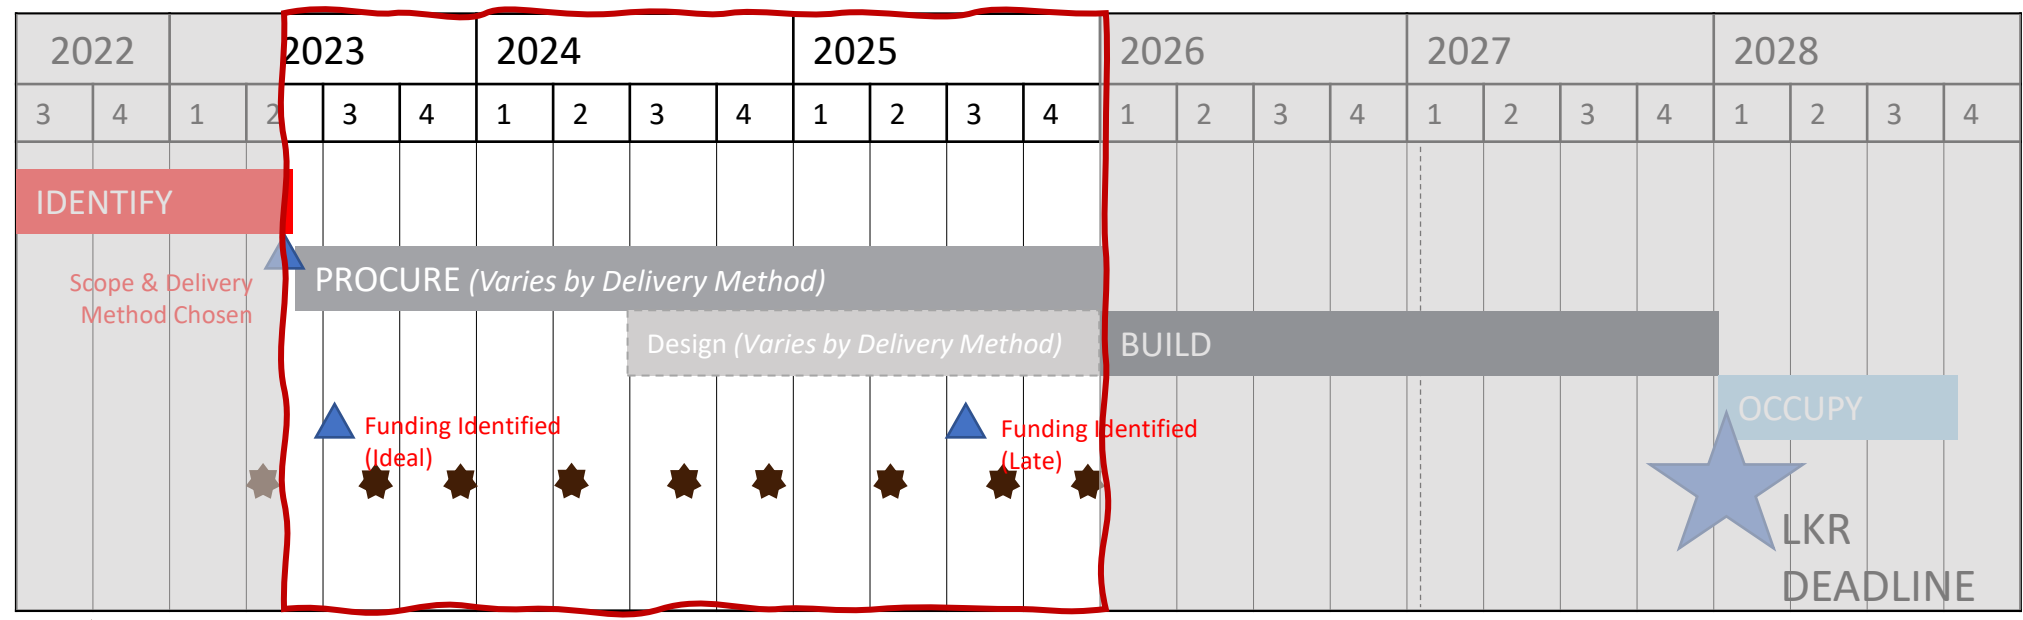 2022 2023 2024 2025 2026 2027 2028
3 4 1 2 3 4 1 2 3 4 1 2 3 4 1 2 3 4 1 2 3 4 1 2 3 4
IDENTIFY
Scope & Delivery
Method Chosen
PROCURE (Varies by Delivery Method)
Design (Varies by Delivery Method)
BUILD
OCCUPY
Funding Identified
(Ideal)
Funding Identified
(Late)
LKR
DEADLINE